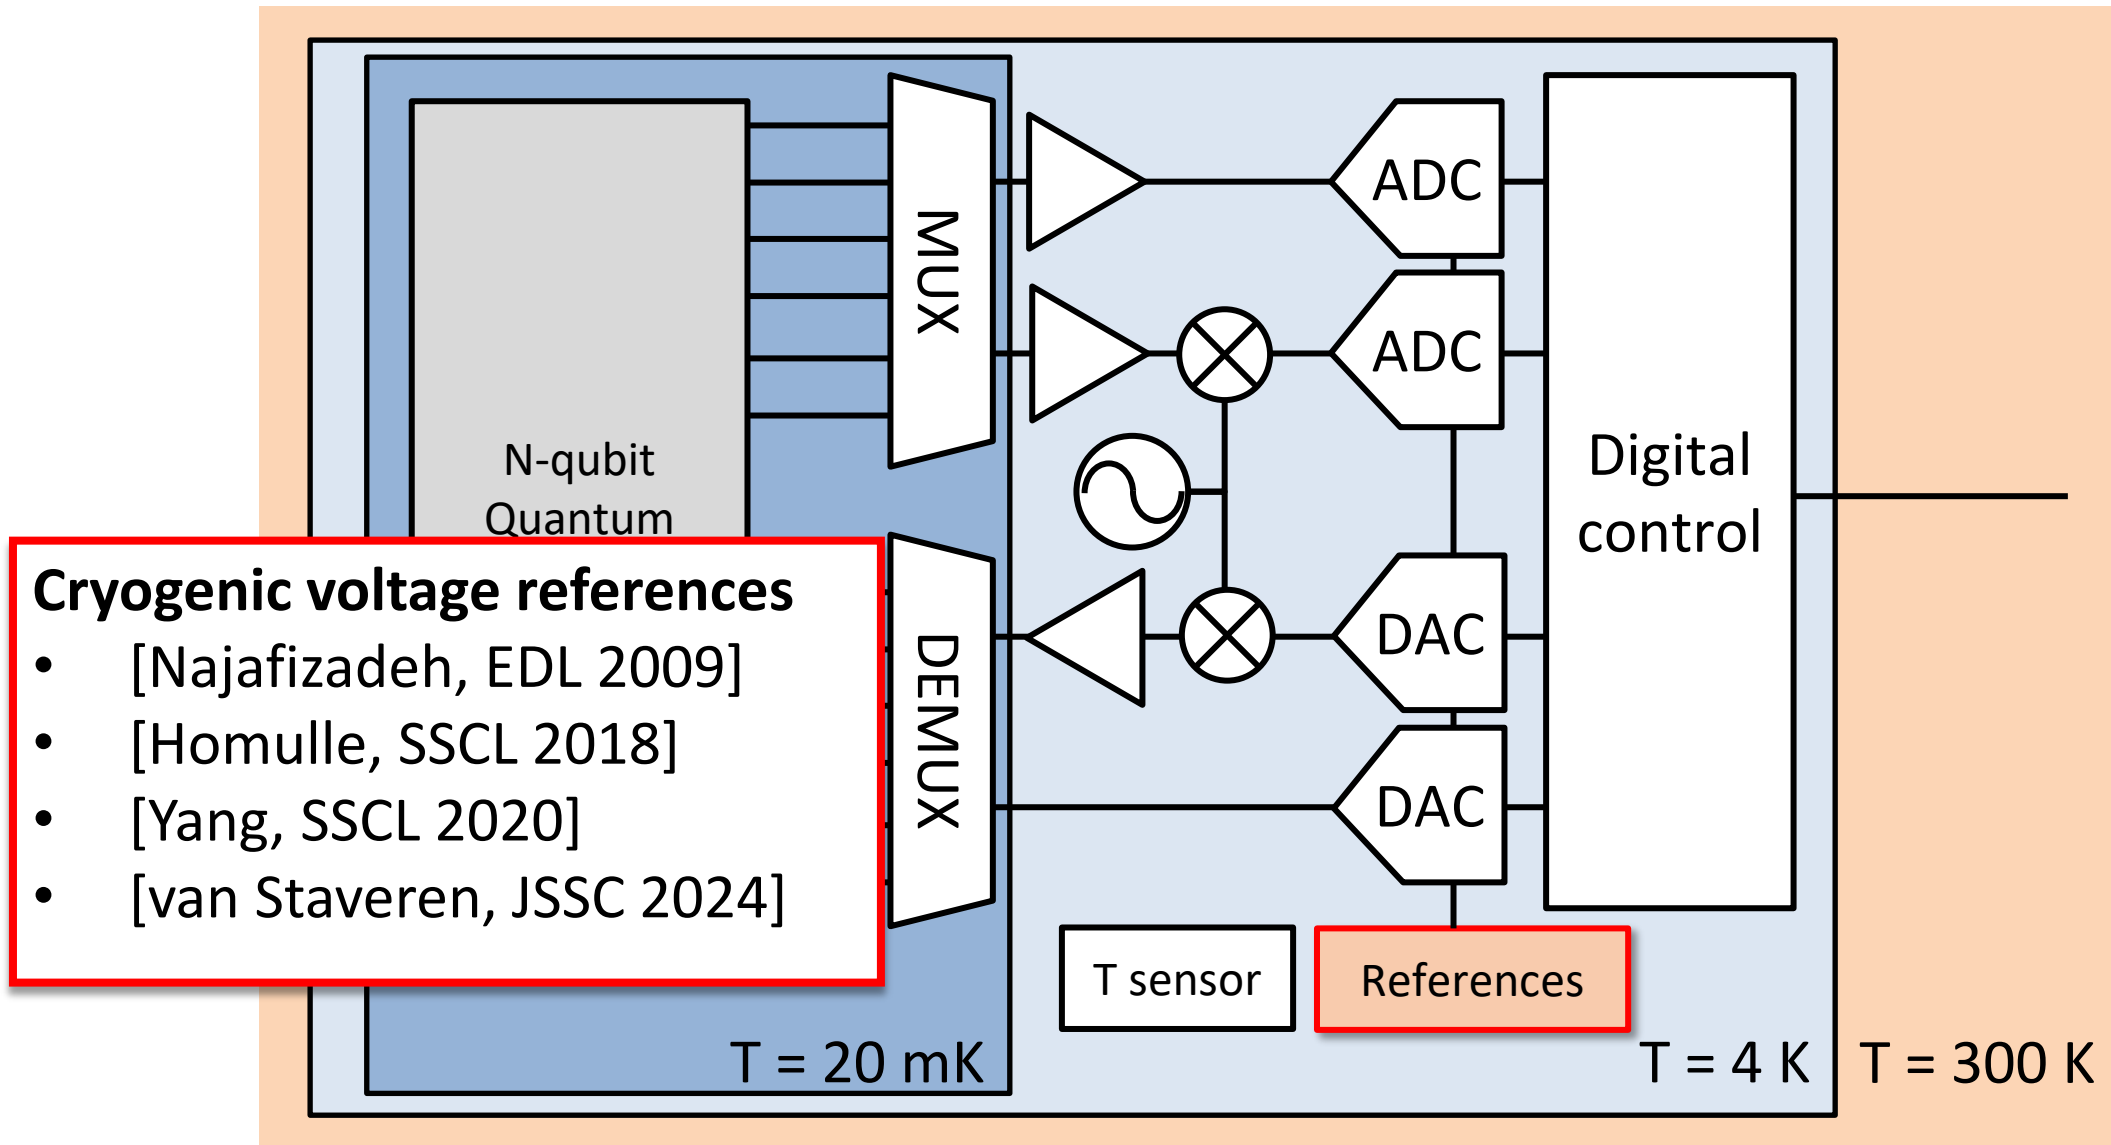 N-qubit
Quantum
MUX
DEMUX
ADC
ADC
DAC
DAC
Digital
control
Cryogenic voltage references
• [Najafizadeh, EDL 2009]
• [Homulle, SSCL 2018]
• [Yang, SSCL 2020]
• [van Staveren, JSSC 2024]
T sensor
References
T = 20 mK
T = 4 K
T = 300 K